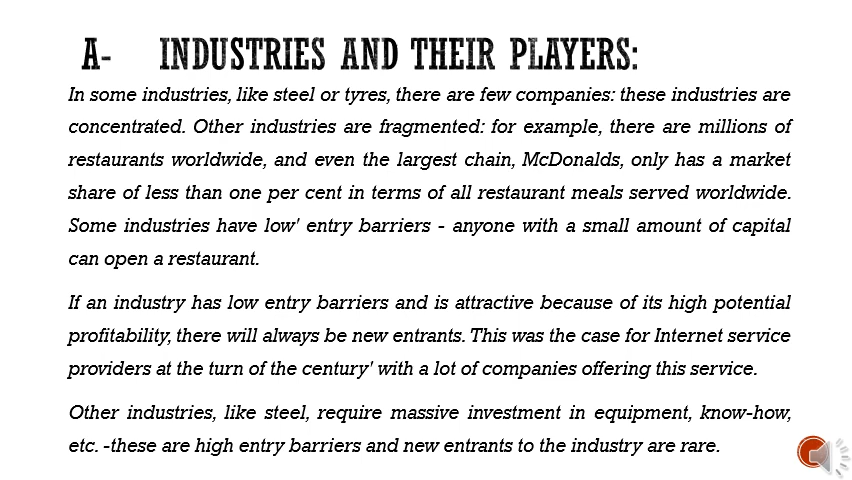 A- INDUSTRIES AND THEIR PLAYERS:
In some industries, like steel or tyres, there are few companies: these industries are
concentrated. Other industries are fragmented: for example, there are millions of
restaurants worldwide, and even the largest chain, McDonalds, only has a market
share of less than one per cent in terms of all restaurant meals served worldwide.
Some industries have low' entry barriers - anyone with a small amount of capital
can open a restaurant.
If an industry has low entry barriers and is attractive because of its high potential
profitability, there will always be new entrants. This was the case for Internet service
providers at the turn of the century' with a lot of companies offering this service.
Other industries, like steel, require massive investment in equipment, know-how,
etc. -these are high entry barriers and new entrants to the industry are rare.